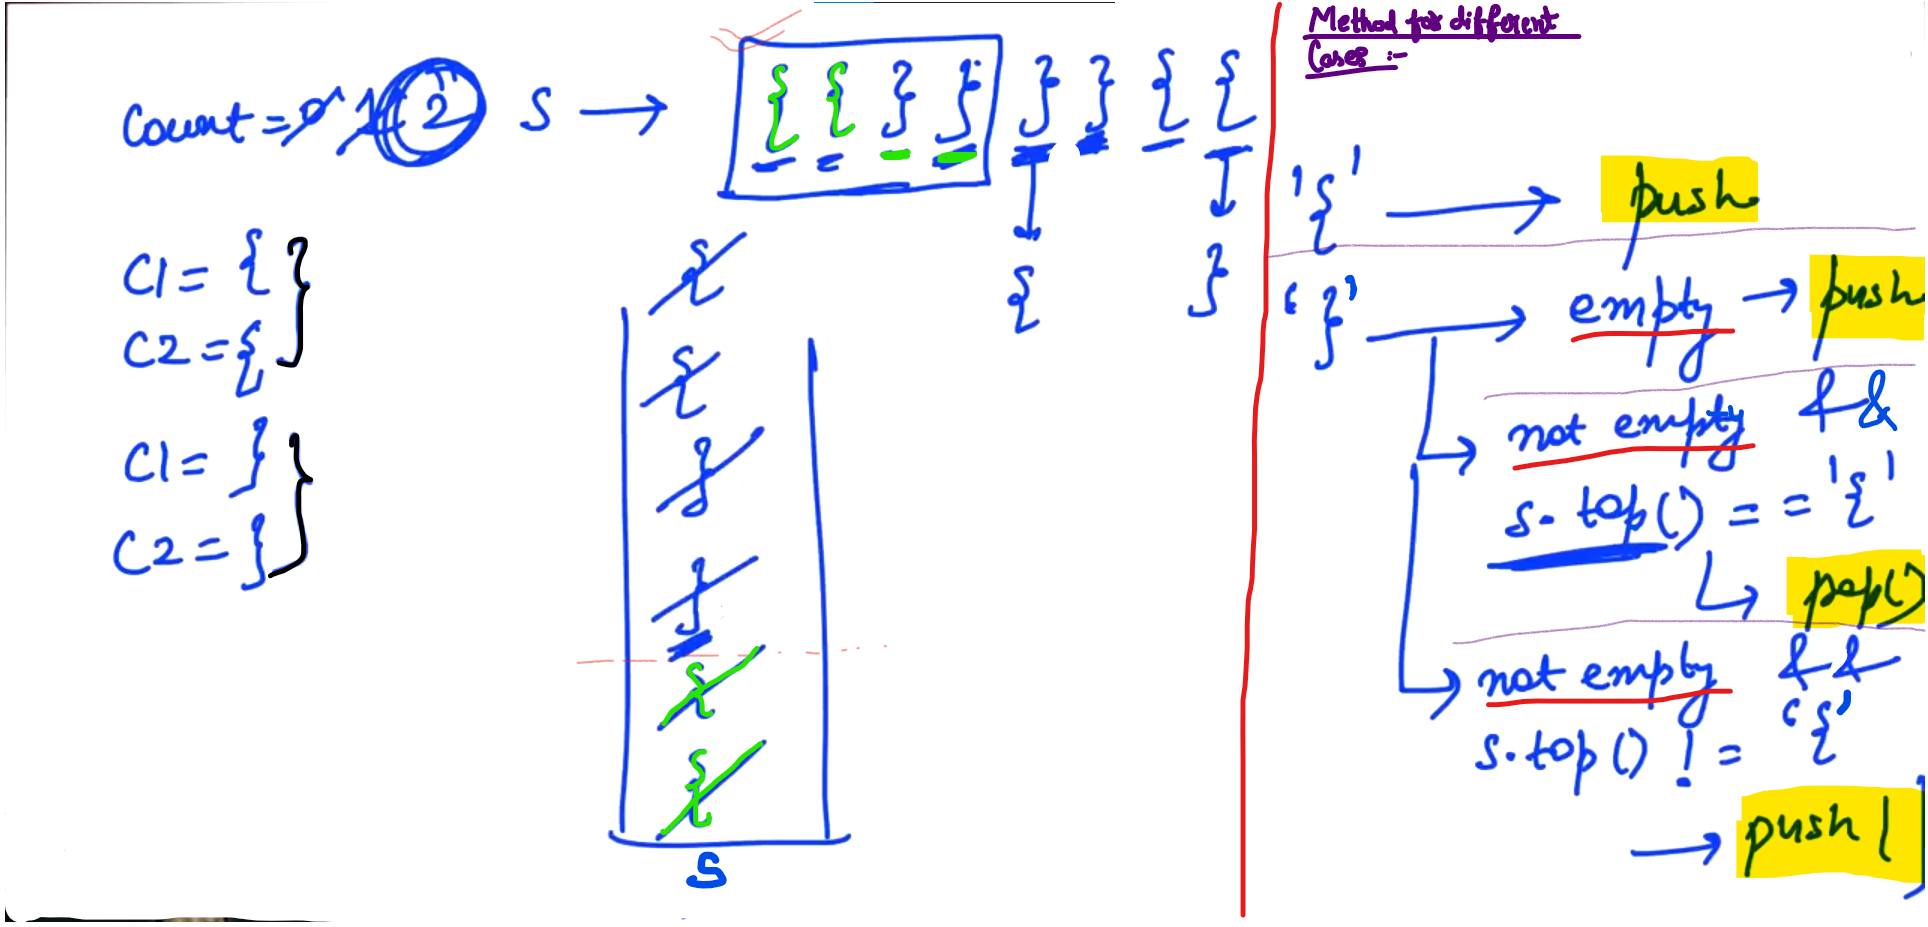 Count = 0 1 2 S → { { } } } } { {
{ }
C1 = {
C2 = {
C1 = }
C2 = }
{
{
}
}
{
{
S
Method for different
Cases :-
'{' → push
'}' → empty → push
→ not empty &&
s.top() == '{'
→ pop()
→ not empty &&
s.top() != '{'
→ push ( )